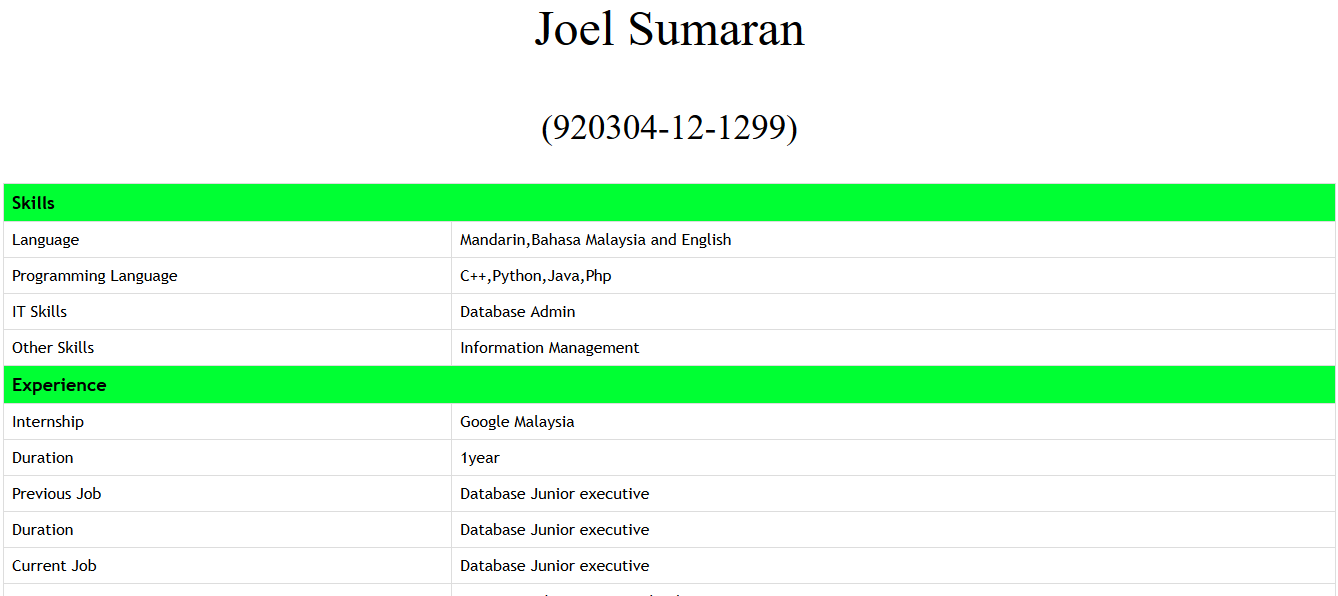 Joel Sumaran
(920304-12-1299)
Skills
Language Mandarin,Bahasa Malaysia and English
Programming Language C++,Python,Java,Php
IT Skills Database Admin
Other Skills Information Management
Experience
Internship Google Malaysia
Duration 1year
Previous Job Database Junior executive
Duration Database Junior executive
Current Job Database Junior executive